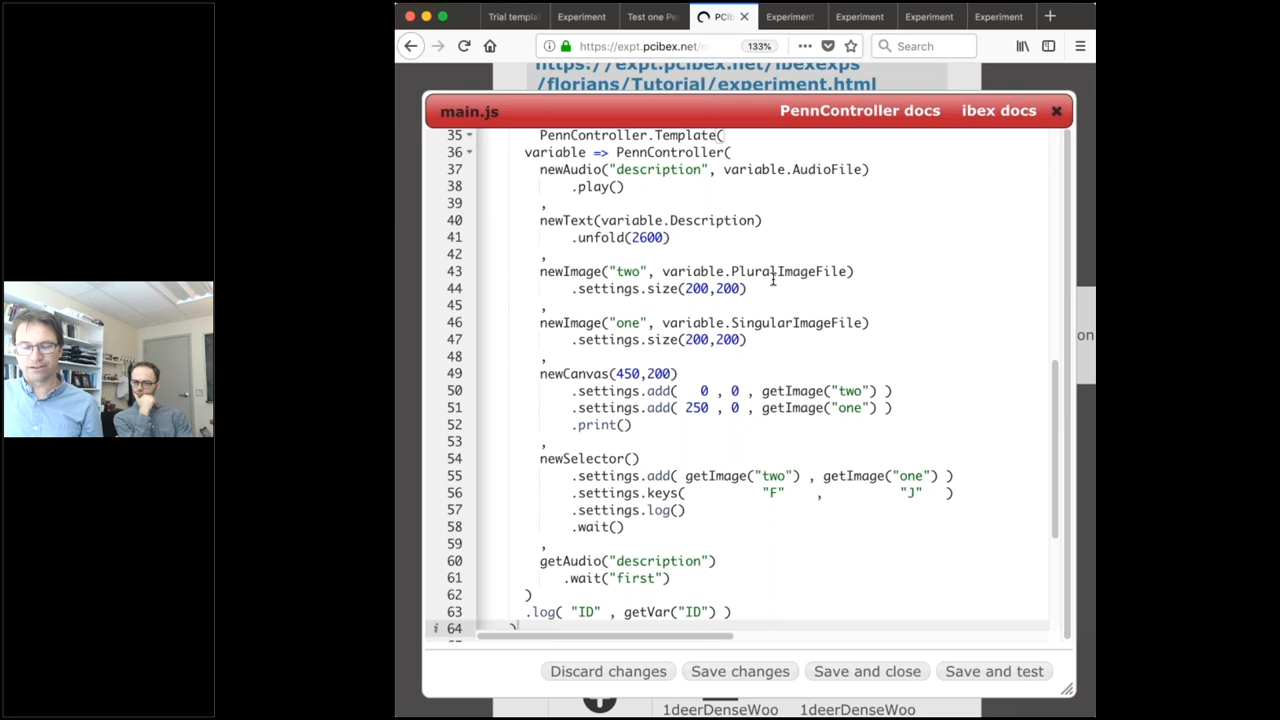 Trial templa
Experiment
Test one Pe
PCIb
Experiment
Experiment
Experiment
Experiment
https://expt.pcibex.net/
133%
Search
https://expt.pcibex.net/ibexexps
/florians/Tutorial/experiment.html
main.js
PennController docs
ibex docs
35 PennController.Template(
36 variable => PennController(
37 newAudio("description", variable.AudioFile)
38 .play()
39 ,
40 newText(variable.Description)
41 .unfold(2600)
42 ,
43 newImage("two", variable.PluralImageFile)
44 .settings.size(200,200)
45 ,
46 newImage("one", variable.SingularImageFile)
47 .settings.size(200,200)
48 ,
49 newCanvas(450,200)
50 .settings.add( 0 , 0 , getImage("two") )
51 .settings.add( 250 , 0 , getImage("one") )
52 .print()
53 ,
54 newSelector()
55 .settings.add( getImage("two") , getImage("one") )
56 .settings.keys( "F" , "J" )
57 .settings.log()
58 .wait()
59 ,
60 getAudio("description")
61 .wait("first")
62 )
63 .log( "ID" , getVar("ID") )
64 )
on
Discard changes
Save changes
Save and close
Save and test
1deerDenseWoo
1deerDenseWoo